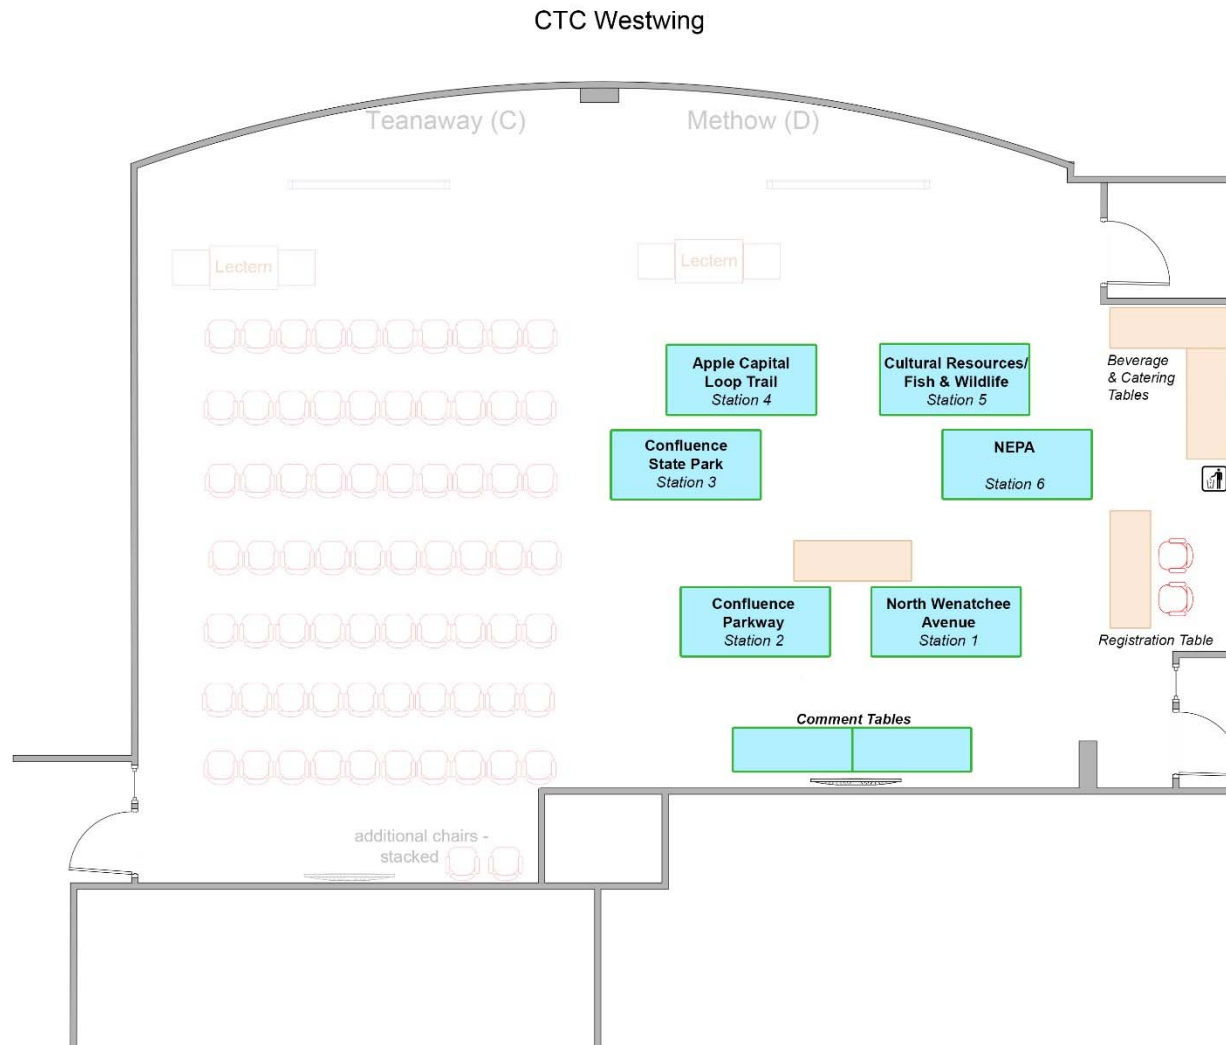 CTC Westwing
Teanaway (C)
Methow (D)
Lectern
Lectern
Apple Capital
Loop Trail
Station 4
Cultural Resources/
Fish & Wildlife
Station 5
Beverage
& Catering
Tables
Confluence
State Park
Station 3
NEPA
Station 6
Confluence
Parkway
Station 2
North Wenatchee
Avenue
Station 1
Registration Table
Comment Tables
additional chairs -
stacked